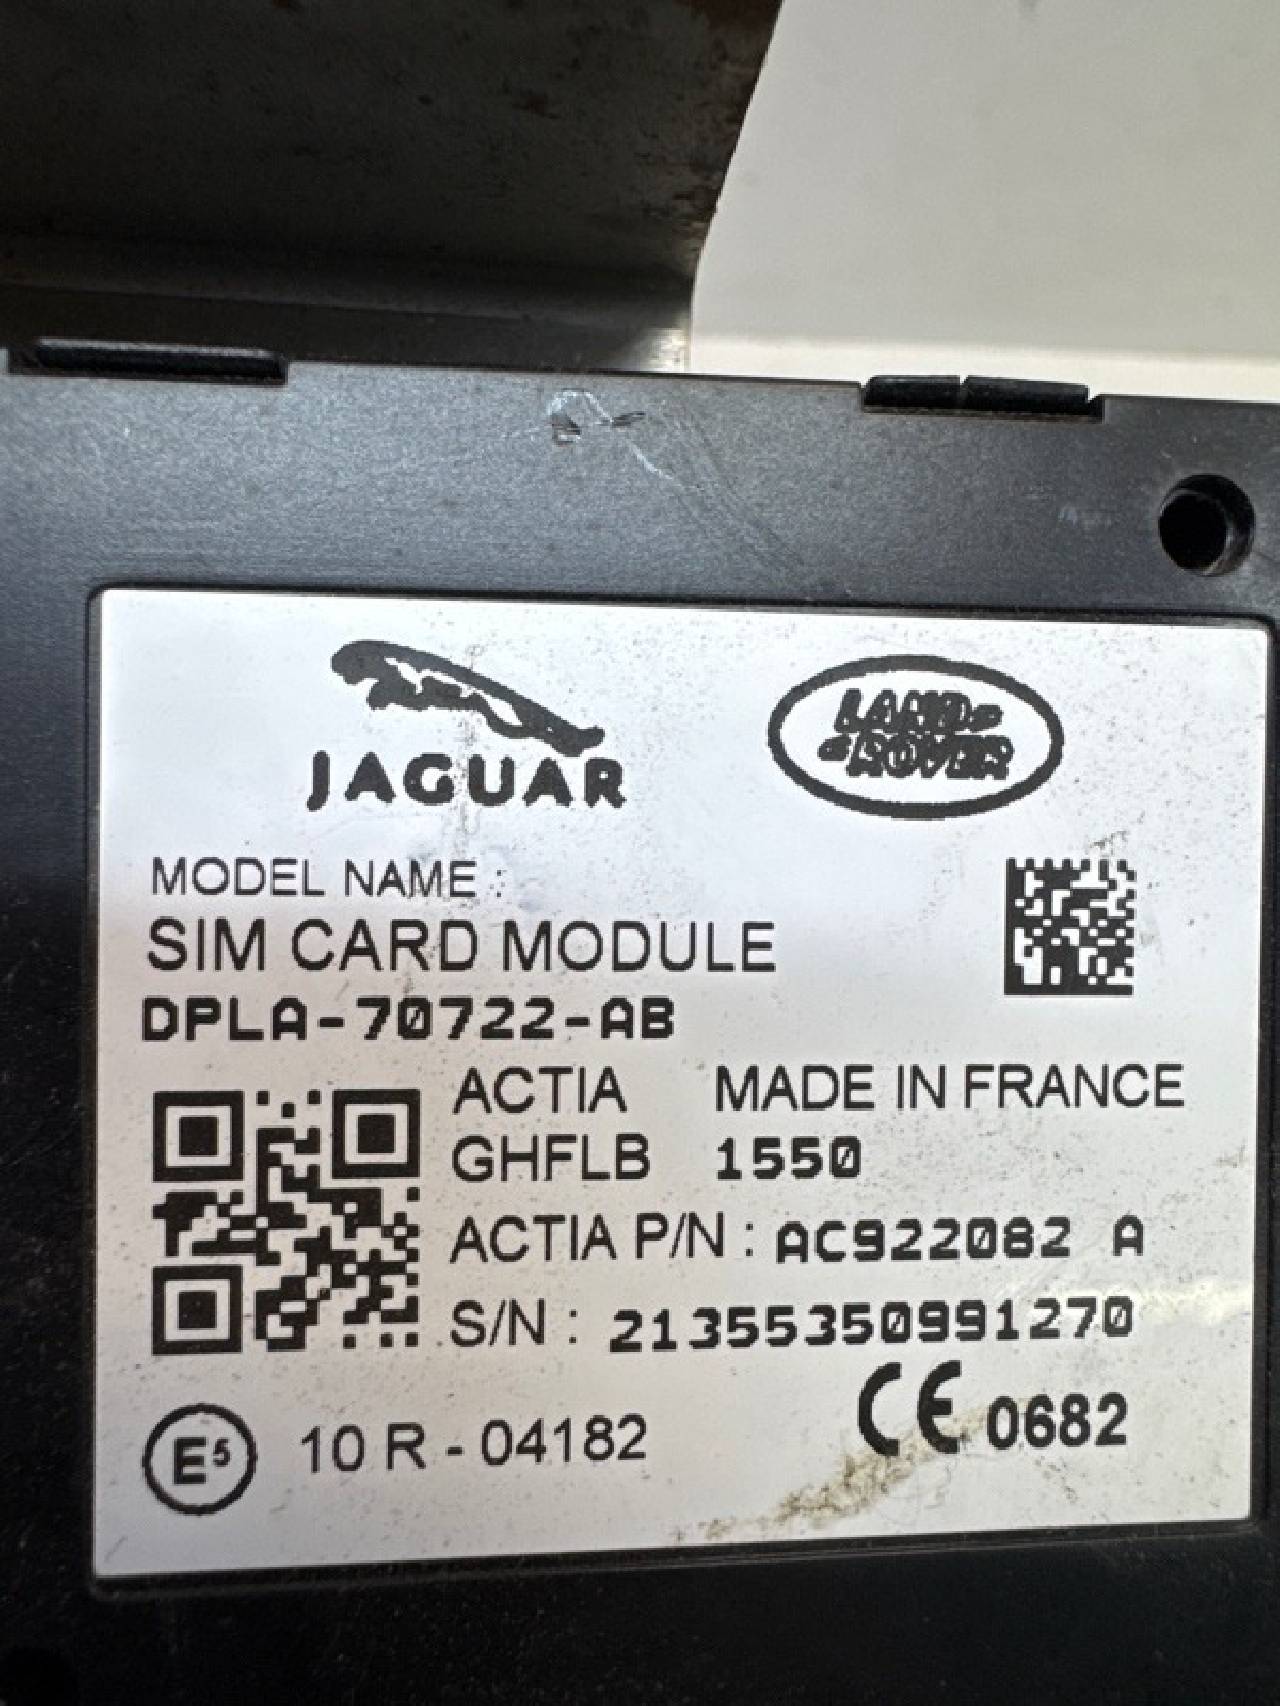 JAGUAR
LAND ROVER
MODEL NAME :
SIM CARD MODULE
DPLA-70722-AB
ACTIA MADE IN FRANCE
GHFLB 1550
ACTIA P/N : AC922082 A
S/N : 21355350991270
E5 10 R - 04182 CE 0682